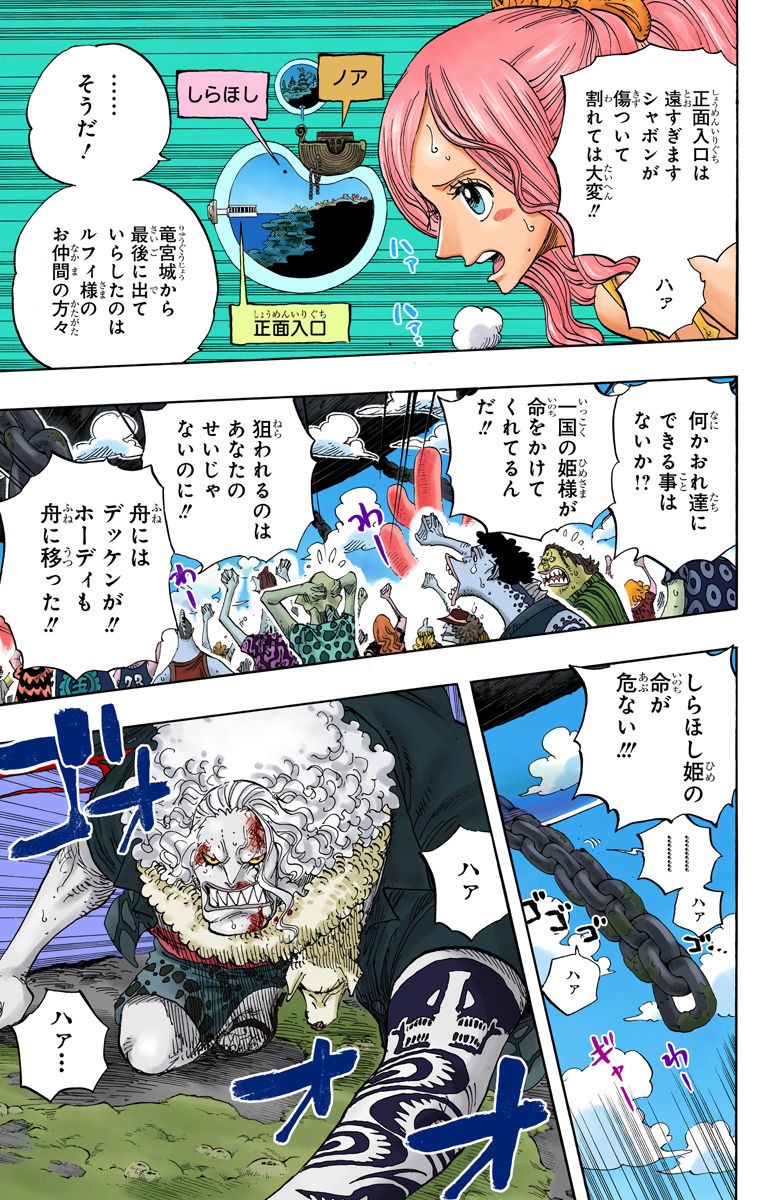 正面入口は
遠すぎます
シャボンが
傷ついて
割れては大変!!
ハァ
ノア
しらほし
正面入口
ハァ
ハァ
……
そうだ!
竜宮城から
最後に出て
いらしたのは
ルフィ様の
お仲間の方々
何かおれ達に
できる事は
ないか!?
一国の姫様が
命をかけて
くれてるん
だ!!
わー
狙われるのは
あなたの
せいじゃ
ないのに!!
わー
舟には
デッケンが!!
ホーディも
舟に移った!!
しらほし姫の
命が
危ない!!!
…………
ハァ
ゴゴゴ
ハァ
わー
ギャー
ゴオオオ
ハァ
ハァ…